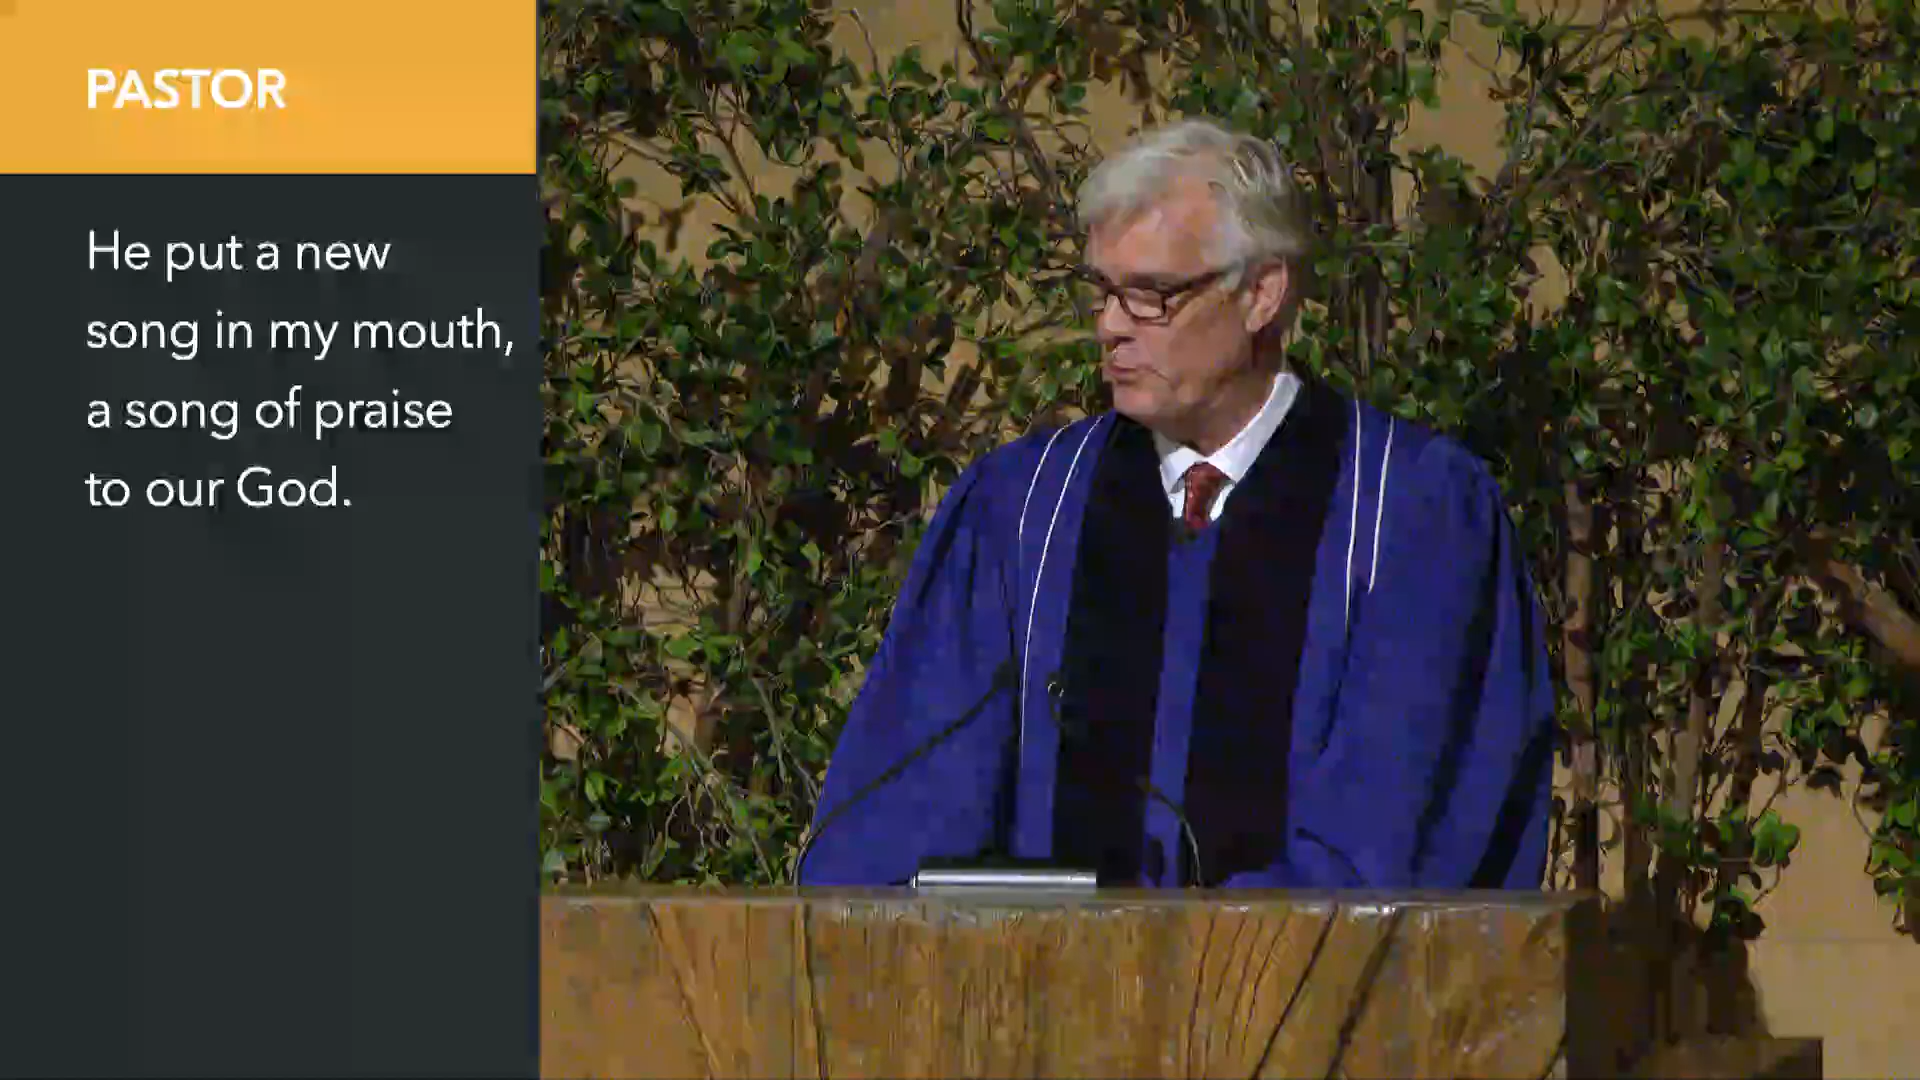 PASTOR
He put a new
song in my mouth,
a song of praise
to our God.